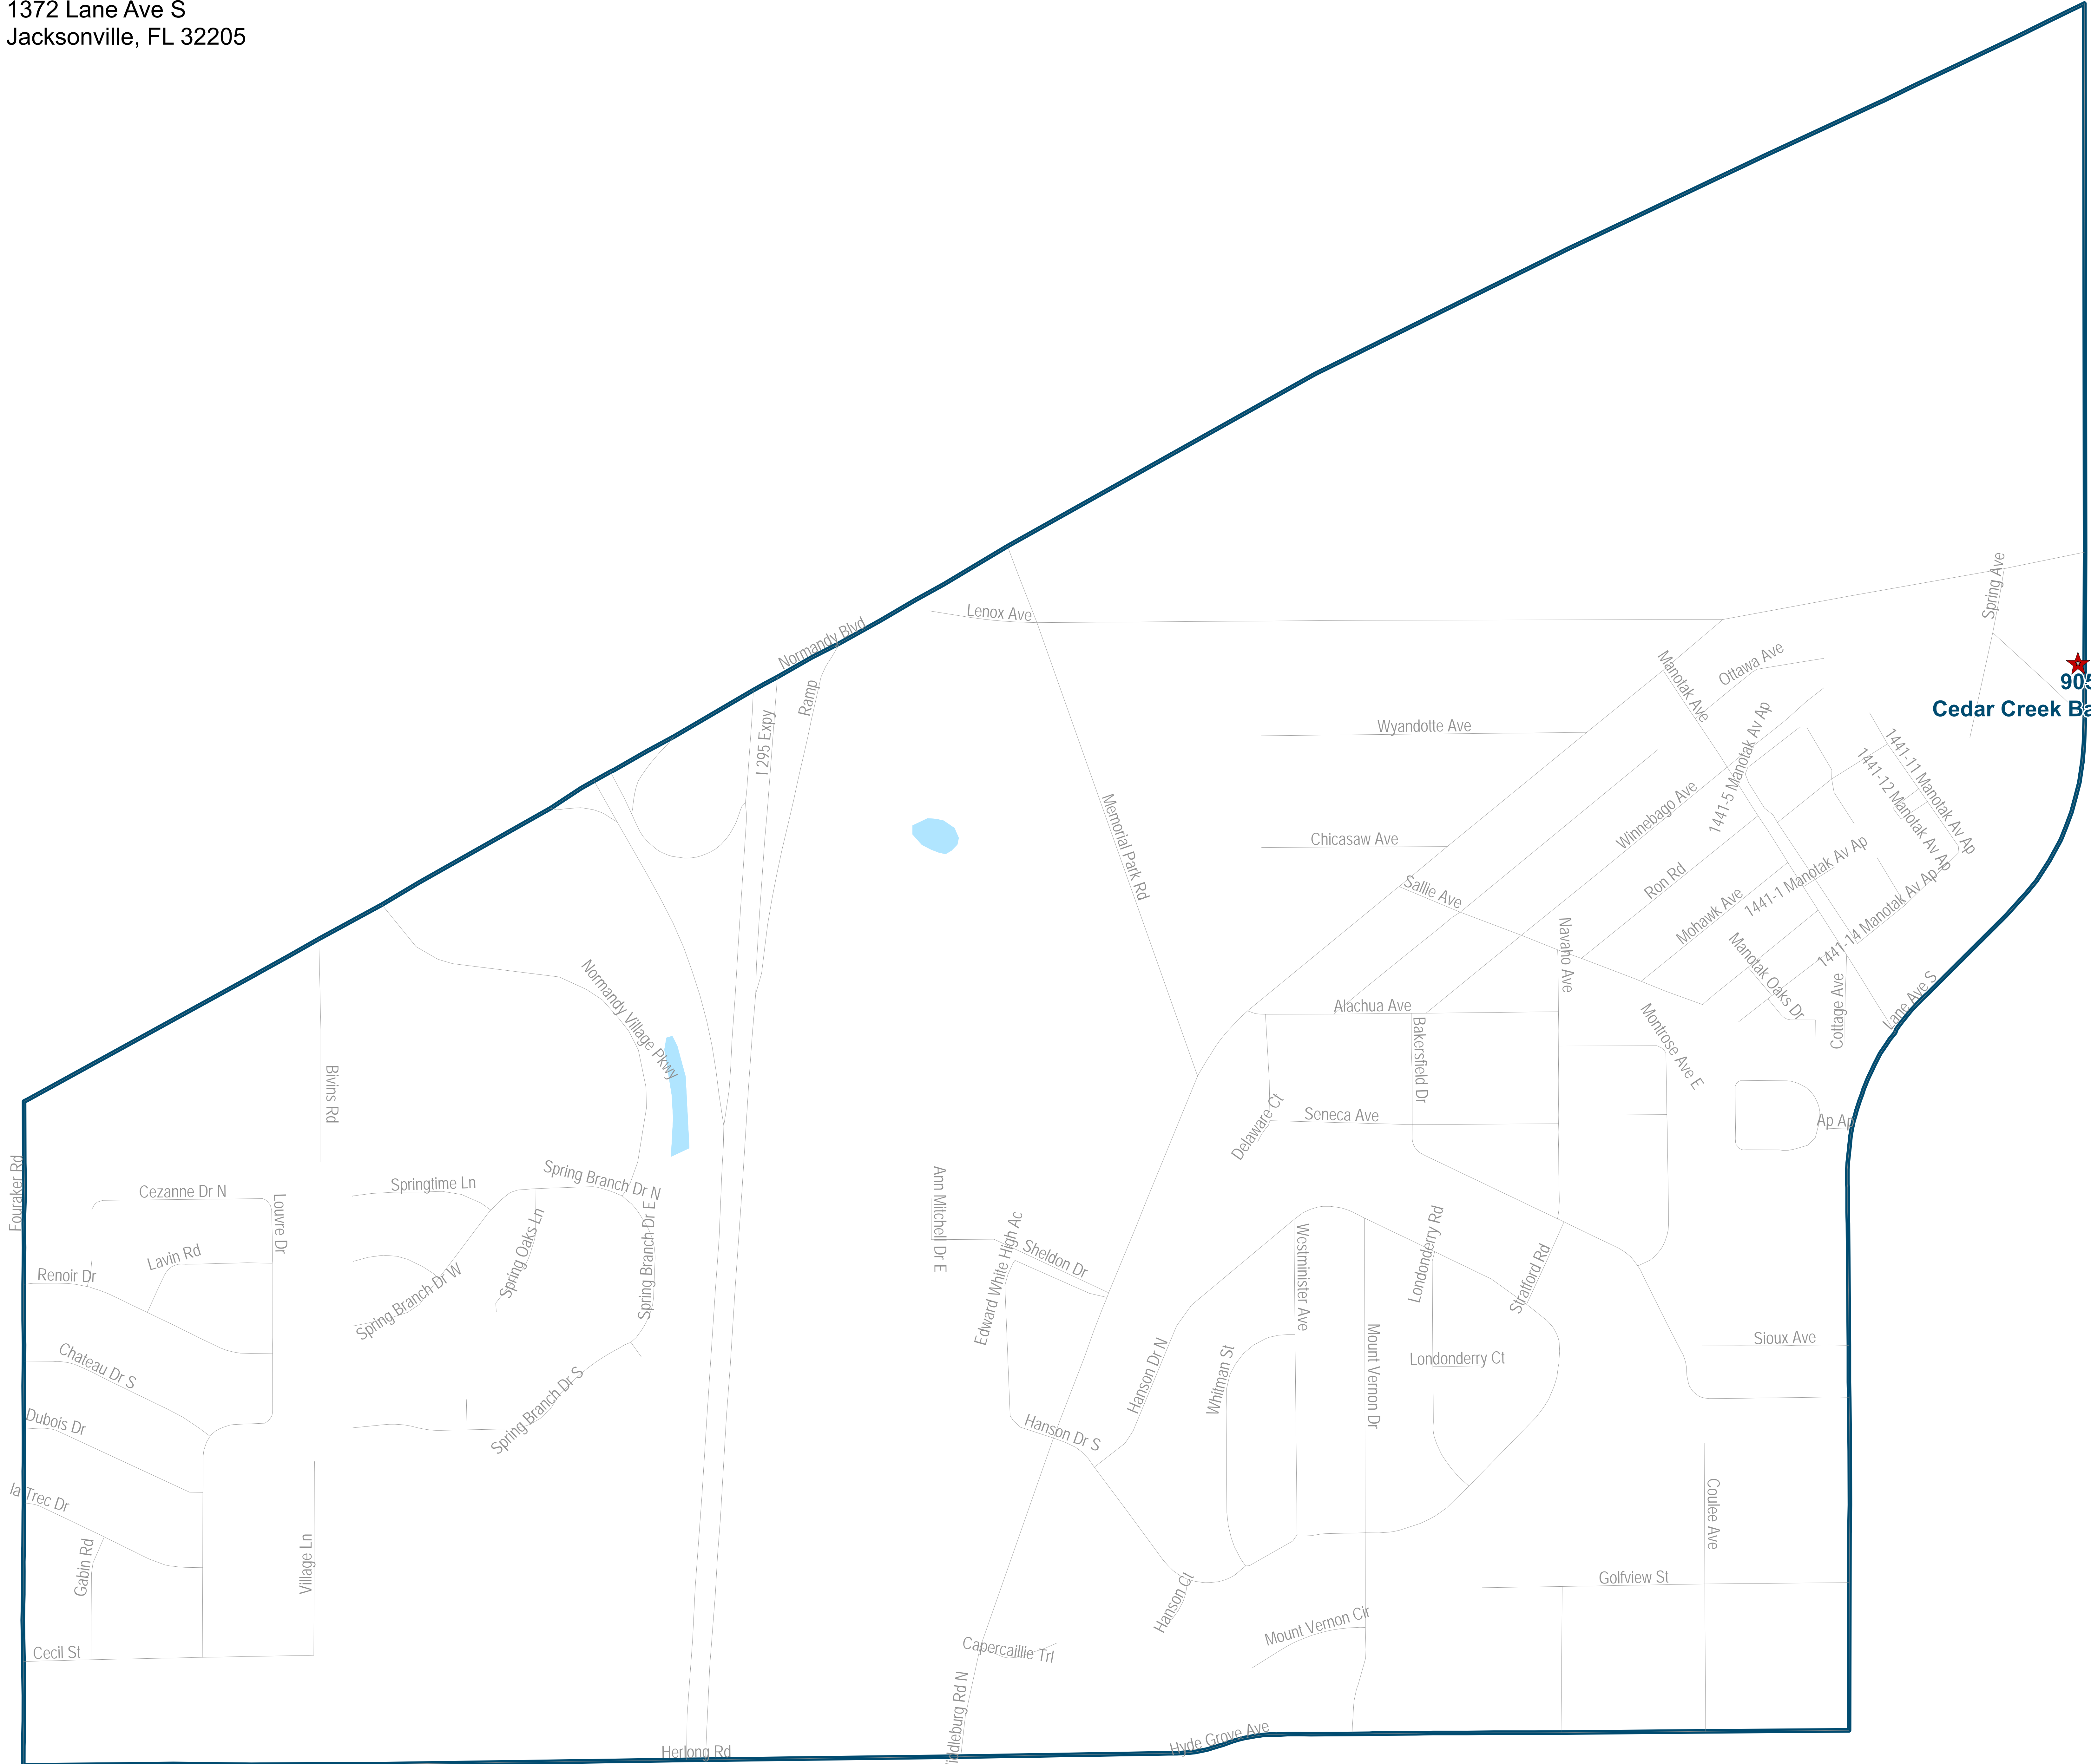 1372 Lane Ave S
Jacksonville, FL 32205
Spring Ave
Lenox Ave
Normandy Blvd
Ramp
I 295 Expy
Manotak Ave
Ottawa Ave
905
Cedar Creek Ba
Wyandotte Ave
1441-5 Manotak Av Ap
1441-11 Manotak Av Ap
1441-12 Manotak Av Ap
Memorial Park Rd
Winnebago Ave
Chicasaw Ave
Sallie Ave
Ron Rd
1441-1 Manotak Av Ap
Mohawk Ave
1441-14 Manotak Av Ap
Navaho Ave
Manotak Oaks Dr
Cottage Ave
Lane Ave S
Normandy Village Pkwy
Alachua Ave
Bakersfield Dr
Montrose Ave E
Bivins Rd
Delaware Ct
Seneca Ave
Ap Ap
Fouraker Rd
Cezanne Dr N
Louvre Dr
Springtime Ln
Spring Branch Dr N
Spring Oaks Ln
Spring Branch Dr E
Ann Mitchell Dr E
Edward White High Ac
Sheldon Dr
Westminister Ave
Londonderry Rd
Stratford Rd
Lavin Rd
Renoir Dr
Spring Branch Dr W
Hanson Dr N
Whitman St
Mount Vernon Dr
Londonderry Ct
Sioux Ave
Chateau Dr S
Dubois Dr
Spring Branch Dr S
Hanson Dr S
la Trec Dr
Gabin Rd
Village Ln
Coulee Ave
Golfview St
Hanson Ct
Mount Vernon Cir
Cecil St
Capercaillie Trl
iddleburg Rd N
Herlong Rd
Hyde Grove Ave